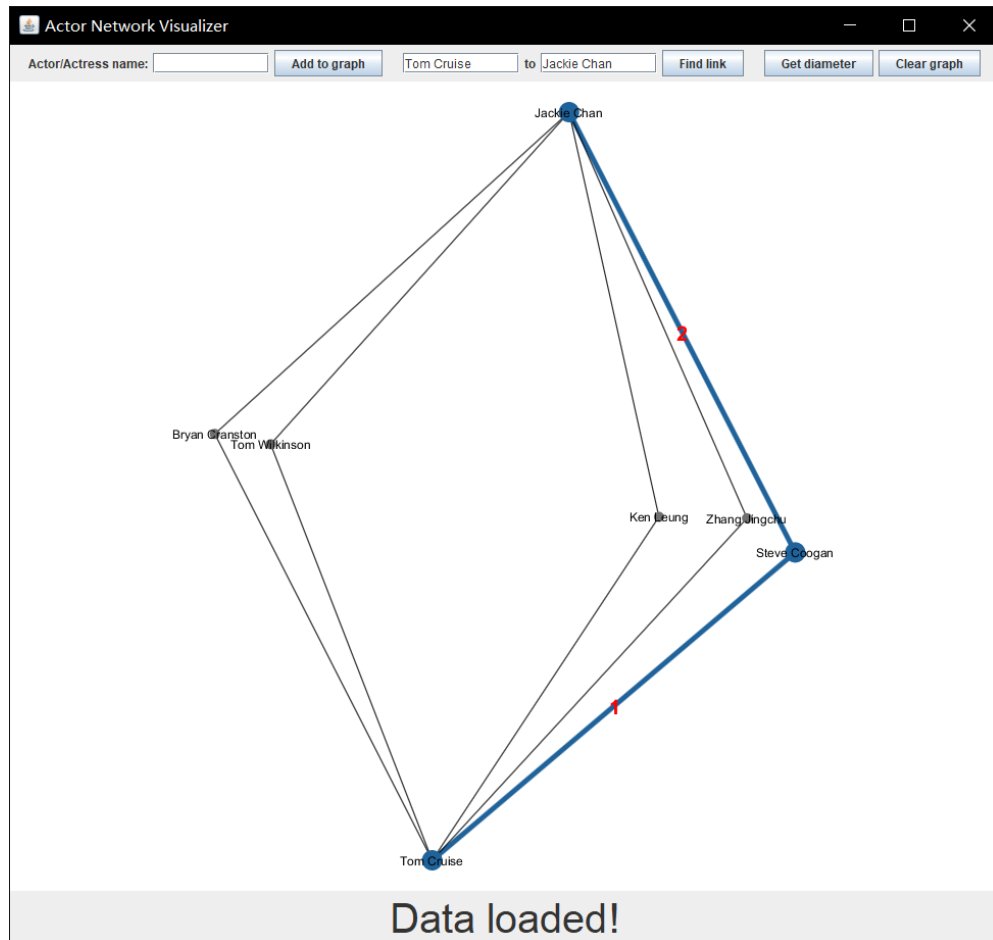 Actor Network Visualizer
Actor/Actress name: Add to graph Tom Cruise to Jackie Chan Find link Get diameter Clear graph
Jackie Chan
2
Bryan Cranston
Tom Wilkinson
Ken Leung
Zhang Jingchu
Steve Coogan
1
Tom Cruise
Data loaded!